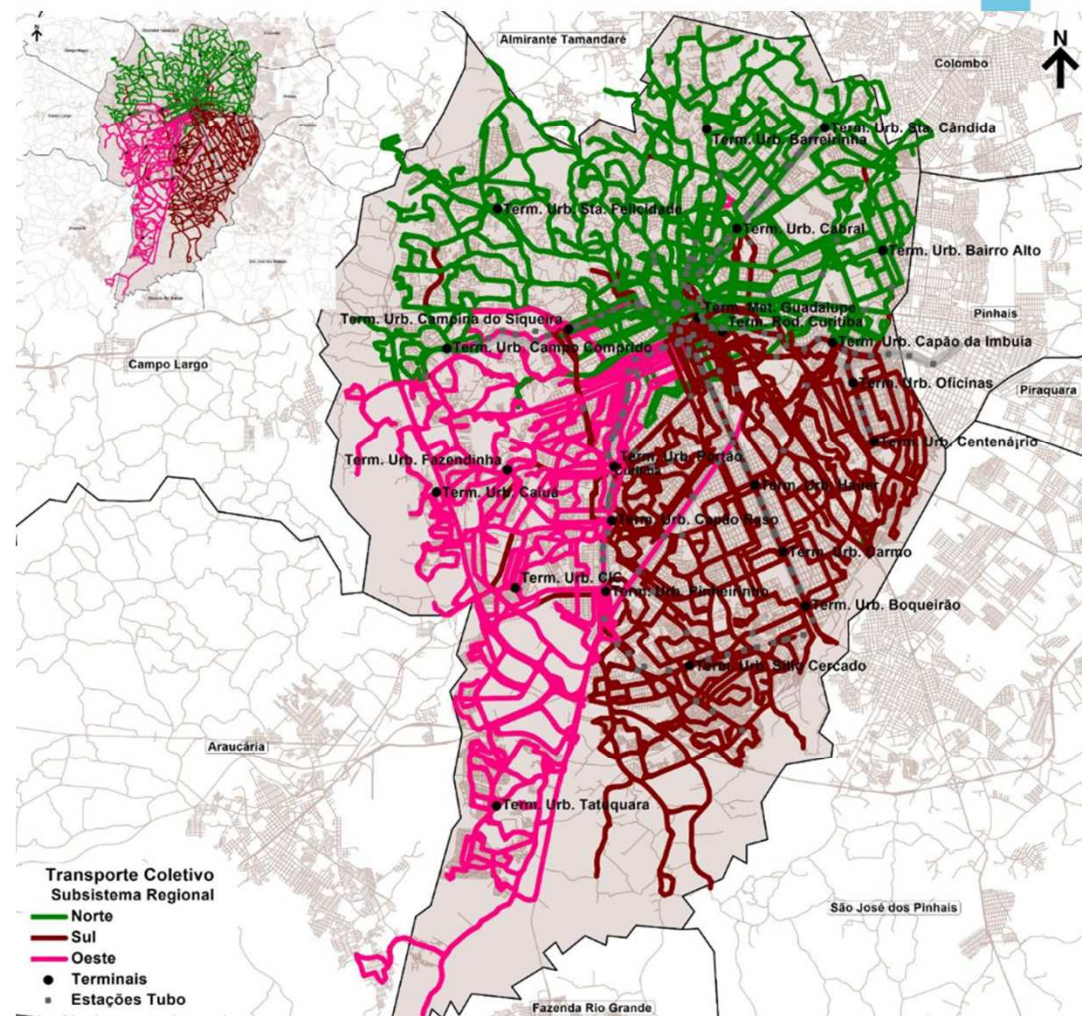 N
Almirante Tamandaré
N
Colombo
Term. Urb. Sta. Cândida
Term. Urb. Barreirinha
Term. Urb. Sta. Felicidade
Term. Urb. Cabral
Term. Urb. Bairro Alto
Term. Met. Guadalupe
Pinhais
Term. Urb. Campina do Siqueira
Term. Rod. Curitiba
Term. Urb. Capão da Imbuia
Term. Urb. Campo Comprido
Campo Largo
Term. Urb. Oficinas
Piraquara
Term. Urb. Centenário
Term. Urb. Fazendinha
Term. Urb. Portão
Curitiba
Term. Urb. Caiuá
Term. Urb. Hauer
Term. Urb. Capão Raso
Term. Urb. Carmo
Term. Urb. CIC
Term. Urb. Pinheirinho
Term. Urb. Boqueirão
Term. Urb. Sitio Cercado
Araucária
Term. Urb. Tatuquara
Transporte Coletivo
Subsistema Regional
Norte
Sul
Oeste
Terminais
Estações Tubo
São José dos Pinhais
Fazenda Rio Grande